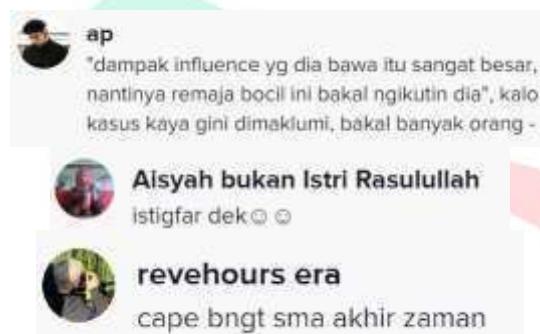 ap
"dampak influence yg dia bawa itu sangat besar,
nantinya remaja bocil ini bakal ngikutin dia", kalo
kasus kaya gini dimaklumi, bakal banyak orang -
Aisyah bukan Istri Rasulullah
istigfar dek☺☺
revehours era
cape bngt sma akhir zaman